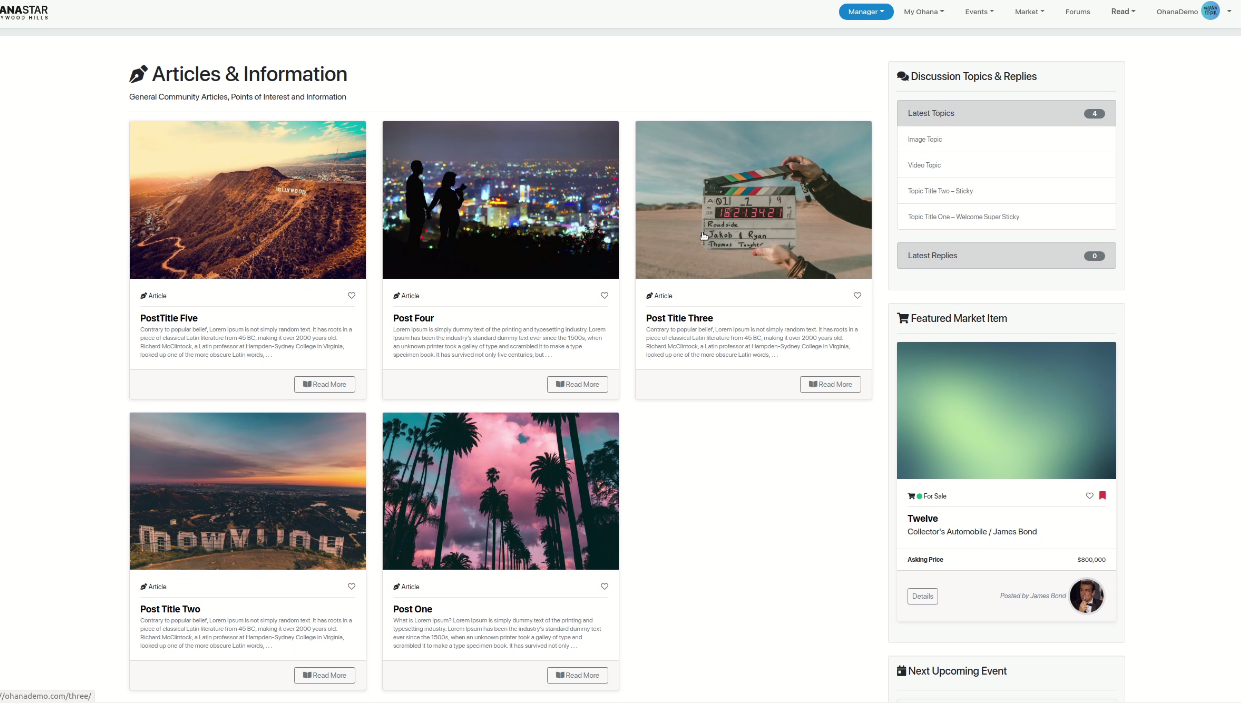 ANASTAR
YWOOD HILLS
Manager
My Ohana
Events
Market
Forums
Read
OhanaDemo
Articles & Information
General Community Articles, Points of Interest and Information
HOLLYWOOD
Roadside
Jakob & Ryan
Article
PostTitle Five
Contrary to popular belief, Lorem Ipsum is not simply random text. It has roots in a
piece of classical Latin literature from 45 BC, making it over 2000 years old.
Richard McClintock, a Latin professor at Hampden-Sydney College in Virginia,
looked up one of the more obscure Latin words, . . .
Read More
Article
Post Four
Lorem Ipsum is simply dummy text of the printing and typesetting industry. Lorem
Ipsum has been the industry's standard dummy text ever since the 1500s, when
an unknown printer took a galley of type and scrambled it to make a type
specimen book. It has survived not only five centuries, but . . .
Read More
Article
Post Title Three
Contrary to popular belief, Lorem Ipsum is not simply random text. It has roots in a
piece of classical Latin literature from 45 BC, making it over 2000 years old.
Richard McClintock, a Latin professor at Hampden-Sydney College in Virginia,
looked up one of the more obscure Latin words, . . .
Read More
Article
Post Title Two
Contrary to popular belief, Lorem Ipsum is not simply random text. It has roots in a
piece of classical Latin literature from 45 BC, making it over 2000 years old.
Richard McClintock, a Latin professor at Hampden-Sydney College in Virginia,
looked up one of the more obscure Latin words, . . .
Read More
Article
Post One
What is Lorem Ipsum? Lorem Ipsum is simply dummy text of the printing and
typesetting industry. Lorem Ipsum has been the industry's standard dummy text
ever since the 1500s, when an unknown printer took a galley of type and
scrambled it to make a type specimen book. It has survived not only . . .
Read More
Discussion Topics & Replies
Latest Topics 4
Image Topic
Video Topic
Topic Title Two – Sticky
Topic Title One – Welcome Super Sticky
Latest Replies 0
Featured Market Item
For Sale
Twelve
Collector's Automobile / James Bond
Asking Price $800,000
Details
Posted by James Bond
Next Upcoming Event
//ohanademo.com/three/